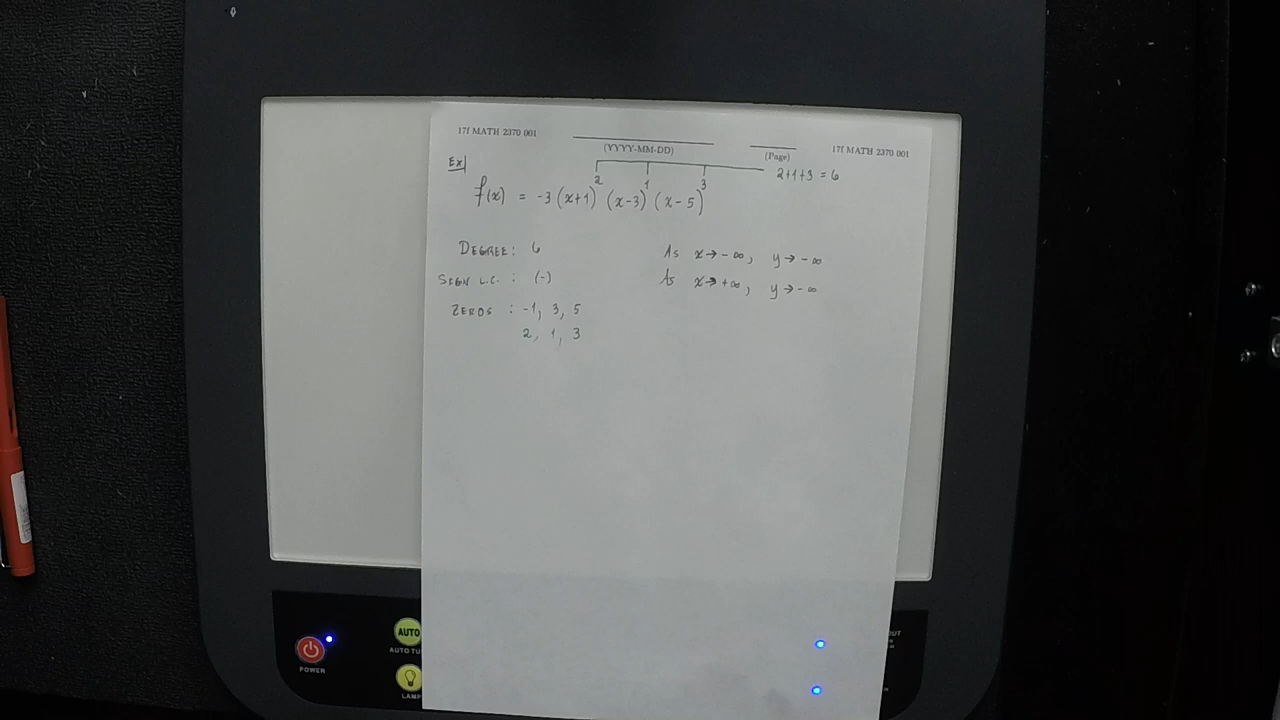 17f MATH 2370 001
(YYYY-MM-DD)
(Page)
17f MATH 2370 001
Ex
2+1+3 = 6
f(x) = -3 (x+1)² (x-3)¹ (x-5)³
DEGREE: 6
SIGN L.C. : (-)
ZEROS : -1, 3, 5
2, 1, 3
As x→-∞, y→-∞
As x→+∞, y→-∞
POWER
AUTO
AUTO TU
LAMP